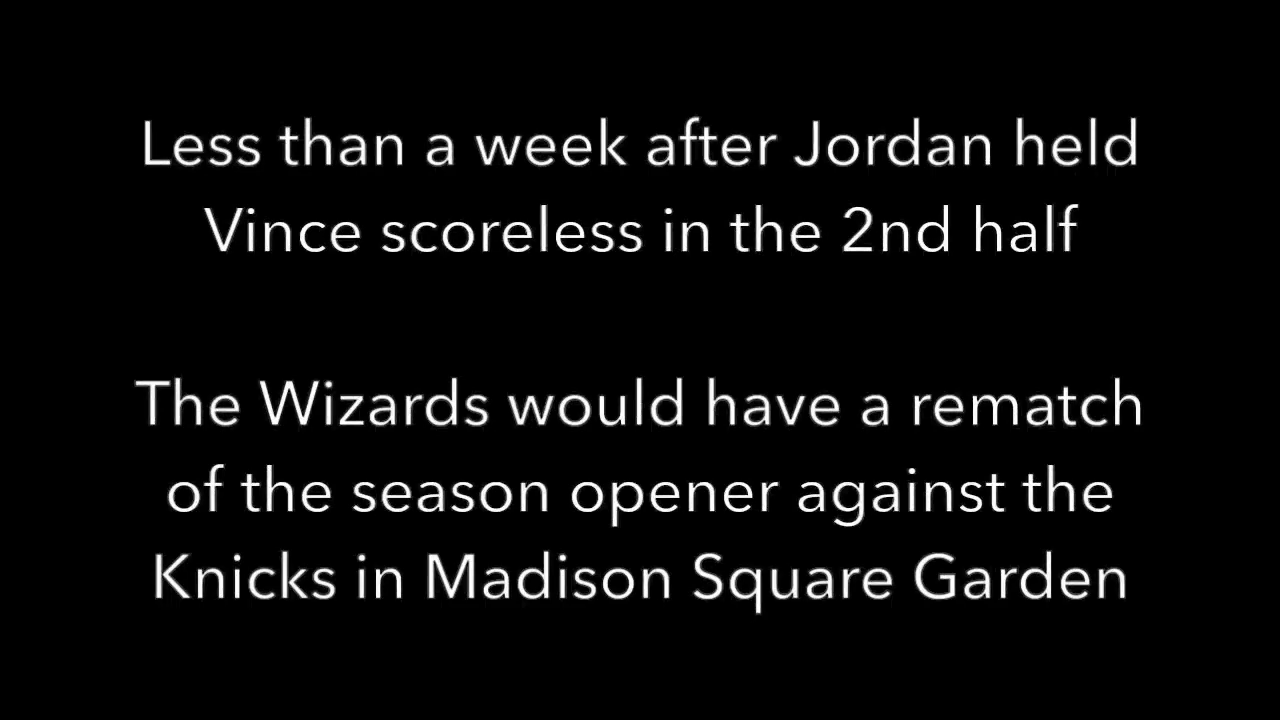 Less than a week after Jordan held
Vince scoreless in the 2nd half
The Wizards would have a rematch
of the season opener against the
Knicks in Madison Square Garden